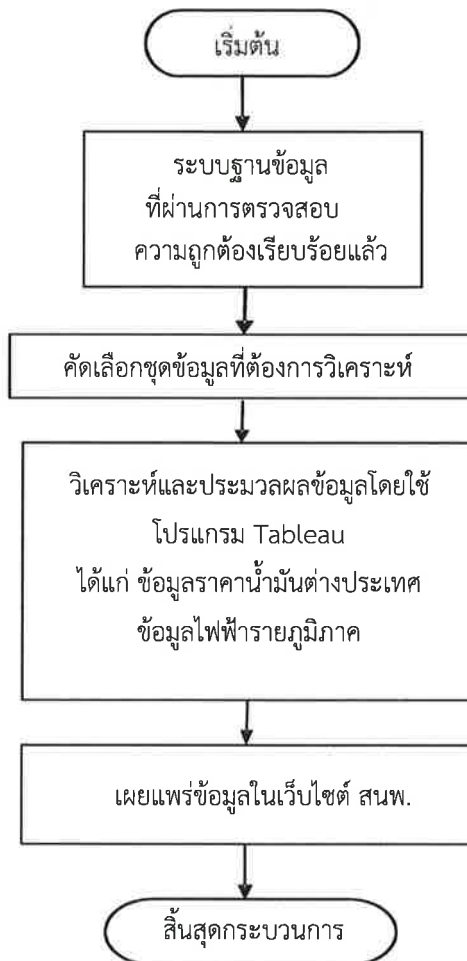 เริ่มต้น
ระบบฐานข้อมูล
ที่ผ่านการตรวจสอบ
ความถูกต้องเรียบร้อยแล้ว
คัดเลือกชุดข้อมูลที่ต้องการวิเคราะห์
วิเคราะห์และประมวลผลข้อมูลโดยใช้
โปรแกรม Tableau
ได้แก่ ข้อมูลราคาน้ำมันต่างประเทศ
ข้อมูลไฟฟ้ารายภูมิภาค
เผยแพร่ข้อมูลในเว็บไซต์ สนพ.
สิ้นสุดกระบวนการ